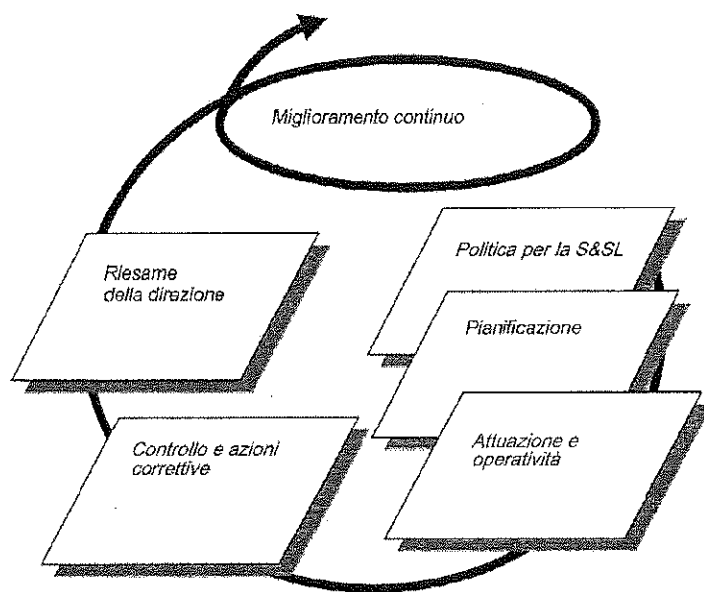 Miglioramento continuo
Politica per la S&SL
Riesame
della direzione
Pianificazione
Controllo e azioni
correttive
Attuazione e
operatività